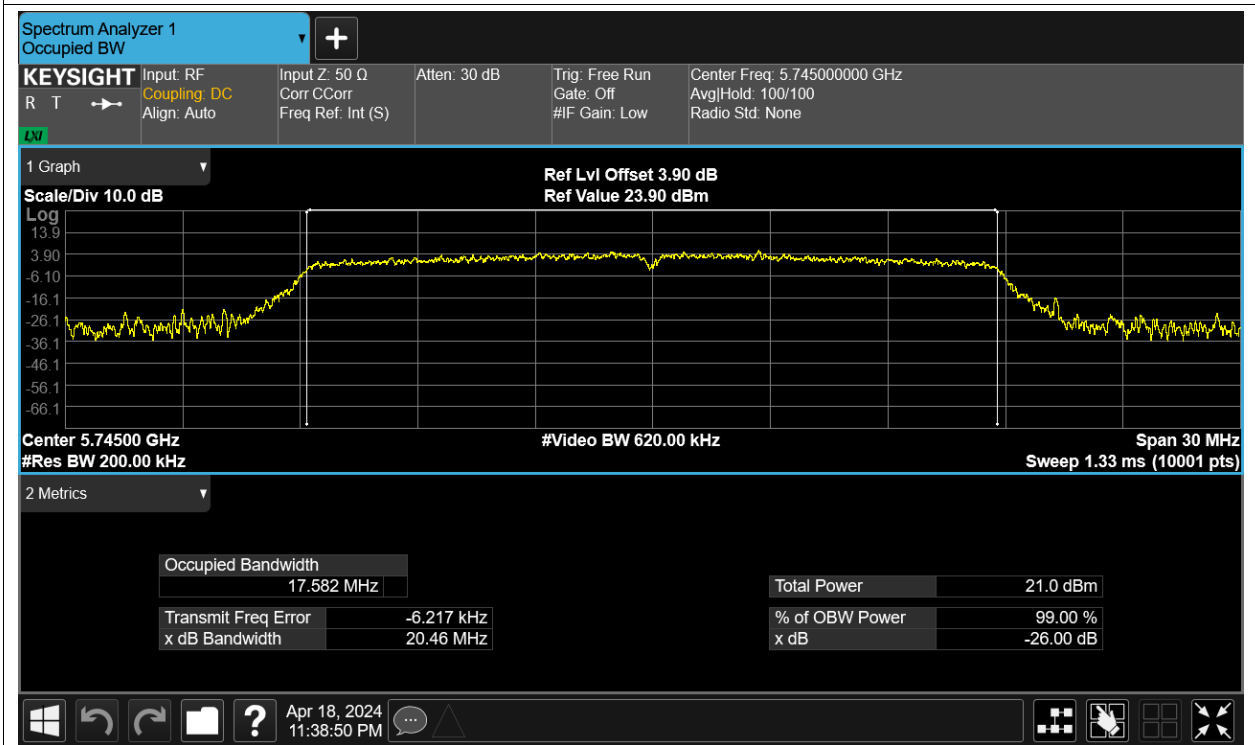 Spectrum Analyzer 1
Occupied BW
KEYSIGHT
R T
LXI
Input: RF
Coupling: DC
Align: Auto
Input Z: 50 Ω
Corr CCorr
Freq Ref: Int (S)
Atten: 30 dB
Trig: Free Run
Gate: Off
#IF Gain: Low
Center Freq: 5.745000000 GHz
Avg|Hold: 100/100
Radio Std: None
1 Graph
Scale/Div 10.0 dB
Ref Lvl Offset 3.90 dB
Ref Value 23.90 dBm
Log
13.9
3.90
-6.10
-16.1
-26.1
-36.1
-46.1
-56.1
-66.1
Center 5.74500 GHz
#Video BW 620.00 kHz
Span 30 MHz
#Res BW 200.00 kHz
Sweep 1.33 ms (10001 pts)
2 Metrics
Occupied Bandwidth
17.582 MHz
Total Power 21.0 dBm
Transmit Freq Error -6.217 kHz
% of OBW Power 99.00 %
x dB Bandwidth 20.46 MHz
x dB -26.00 dB
?
Apr 18, 2024
11:38:50 PM